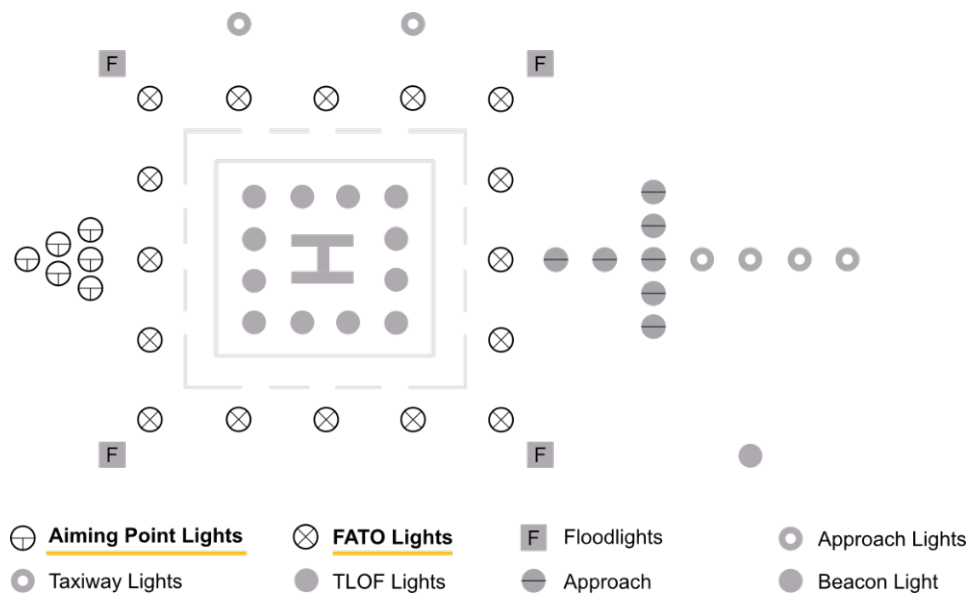 F F
H
F F
Aiming Point Lights FATO Lights F Floodlights Approach Lights
Taxiway Lights TLOF Lights Approach Beacon Light